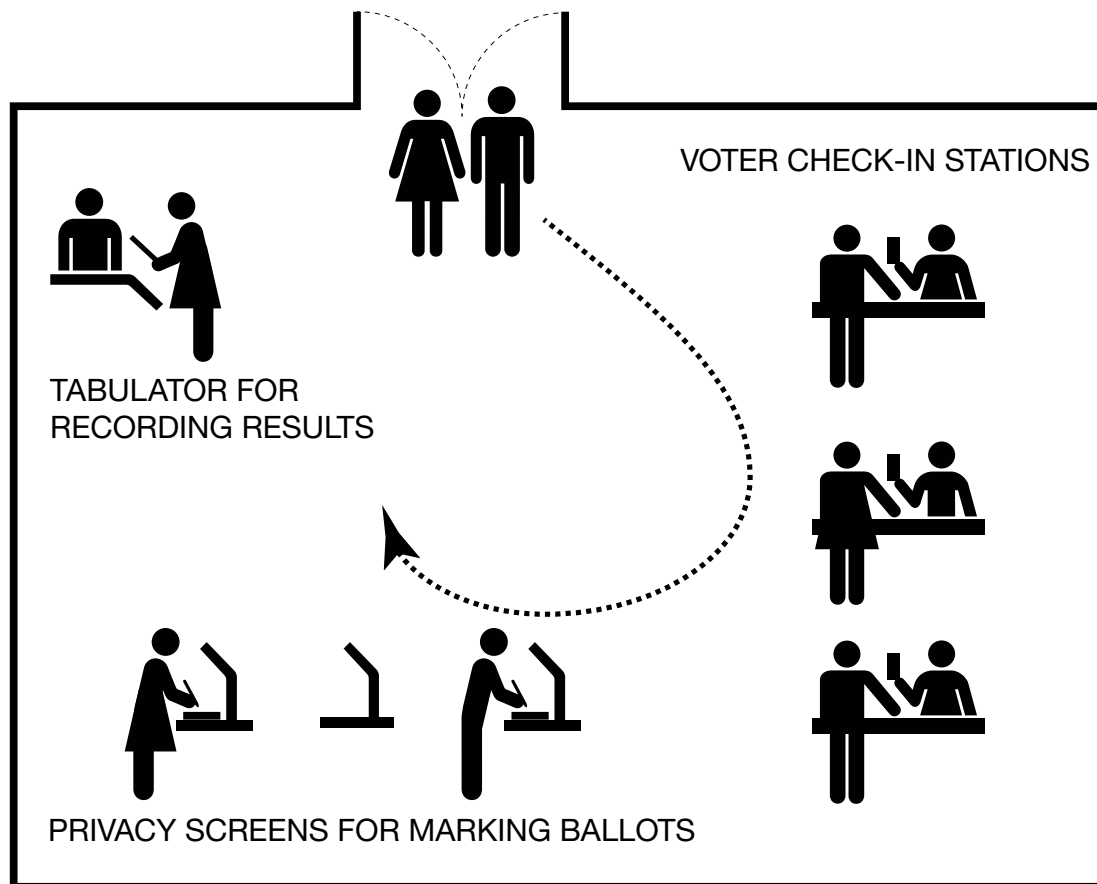 VOTER CHECK-IN STATIONS
TABULATOR FOR
RECORDING RESULTS
PRIVACY SCREENS FOR MARKING BALLOTS